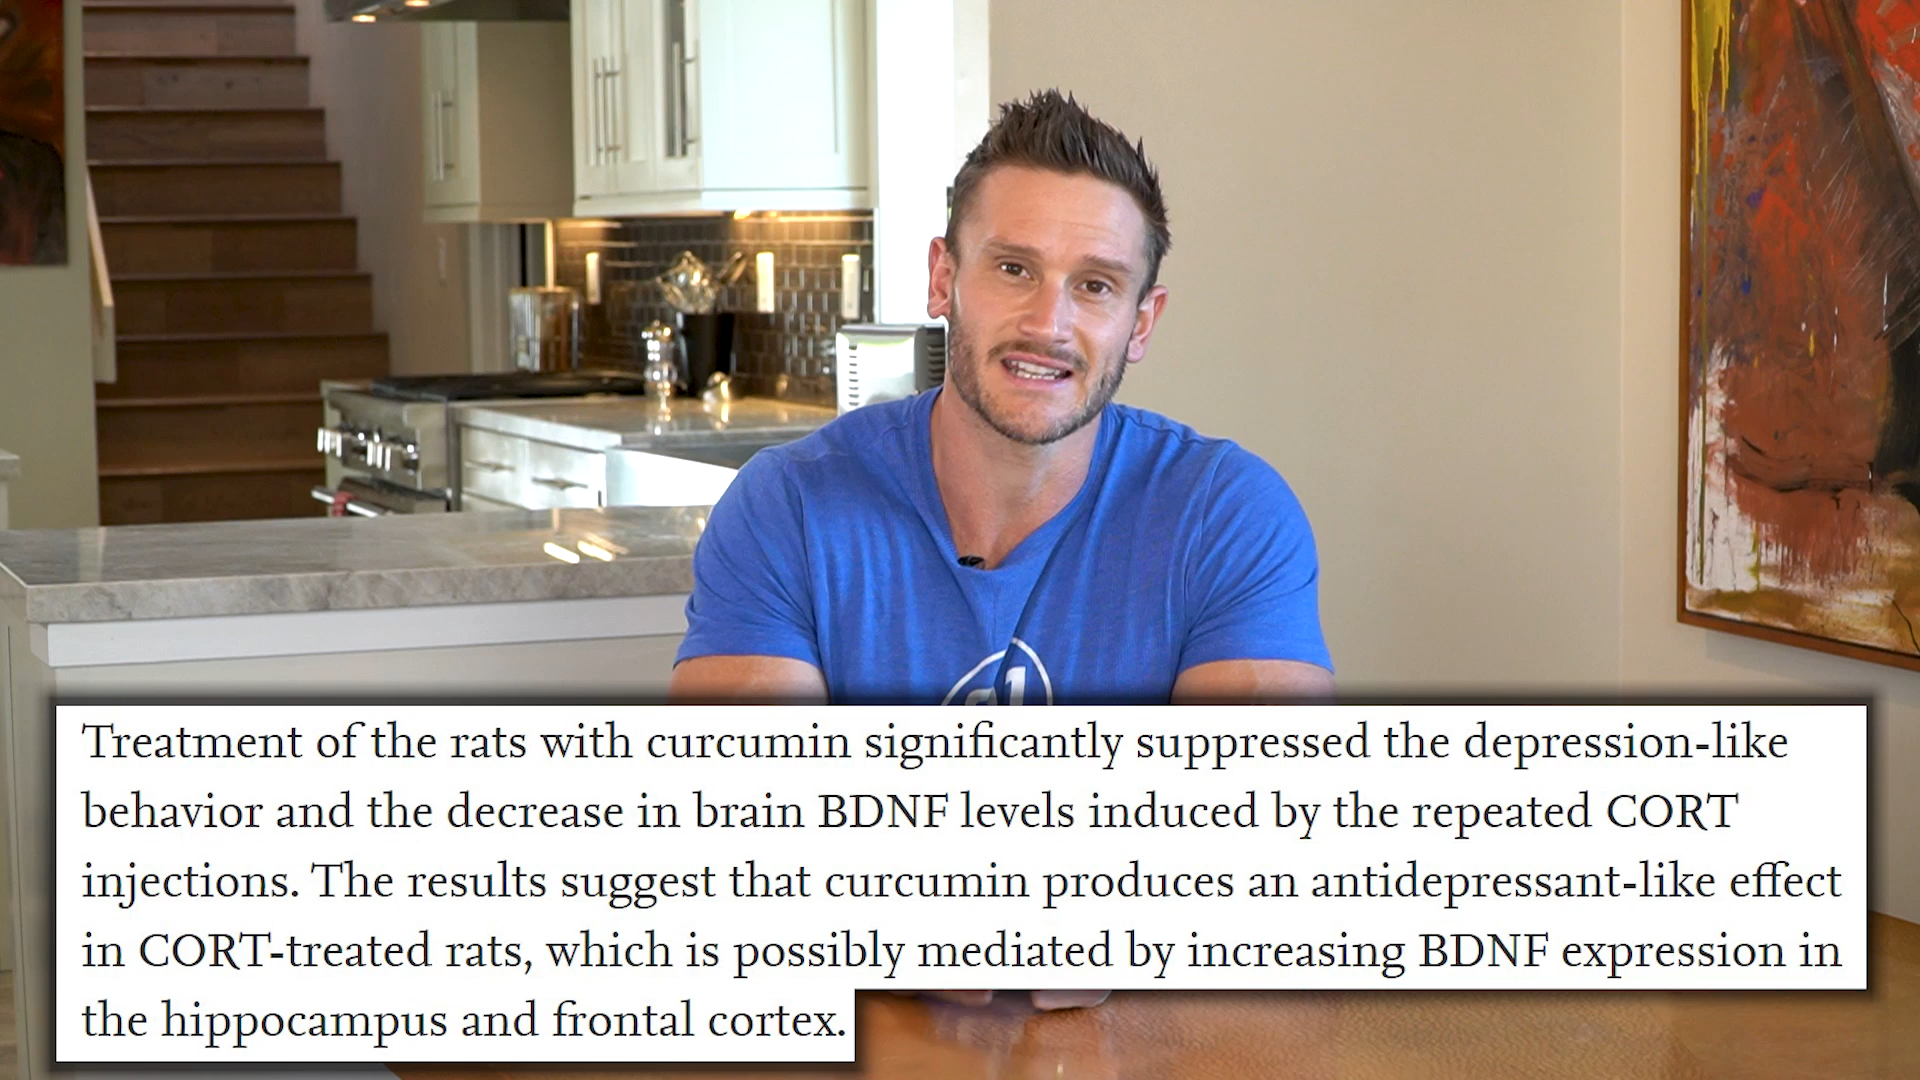 Treatment of the rats with curcumin significantly suppressed the depression-like
behavior and the decrease in brain BDNF levels induced by the repeated CORT
injections. The results suggest that curcumin produces an antidepressant-like effect
in CORT-treated rats, which is possibly mediated by increasing BDNF expression in
the hippocampus and frontal cortex.